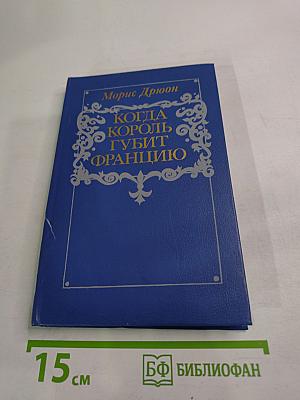 Морис Дрюон
КОГДА
КОРОЛЬ
ГУБИТ
ФРАНЦИЮ
15 см
БФ БИБЛИОФАН